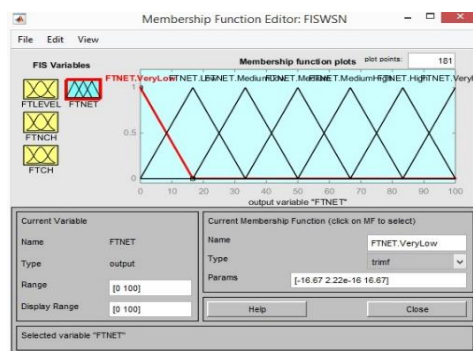 Membership Function Editor: FISWSN
File Edit View
FIS Variables
FTLEVEL
FTNET
FTNCH
FTCH
Membership function plots
plot points:
181
FTNET.VeryLow
1
0.5
0
0 10 20 30 40 50 60 70 80 90 100
output variable "FTNET"
Current Variable
Name FTNET
Type output
Range [0 100]
Display Range [0 100]
Current Membership Function (click on MF to select)
Name FTNET.VeryLow
Type trimf
Params [-16.67 2.22e-16 16.67]
Help Close
Selected variable "FTNET"